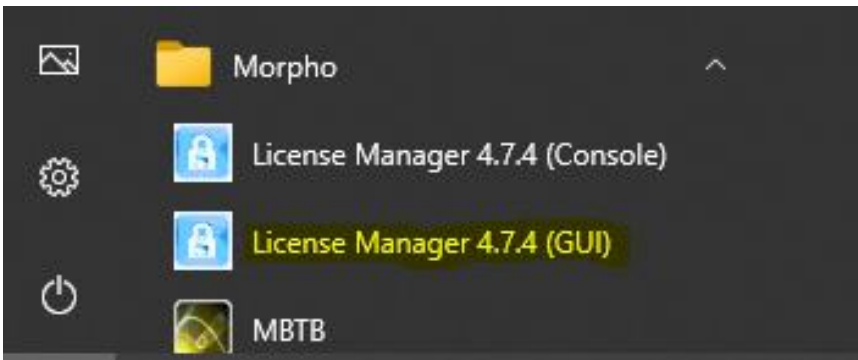 Morpho
License Manager 4.7.4 (Console)
License Manager 4.7.4 (GUI)
MBTB